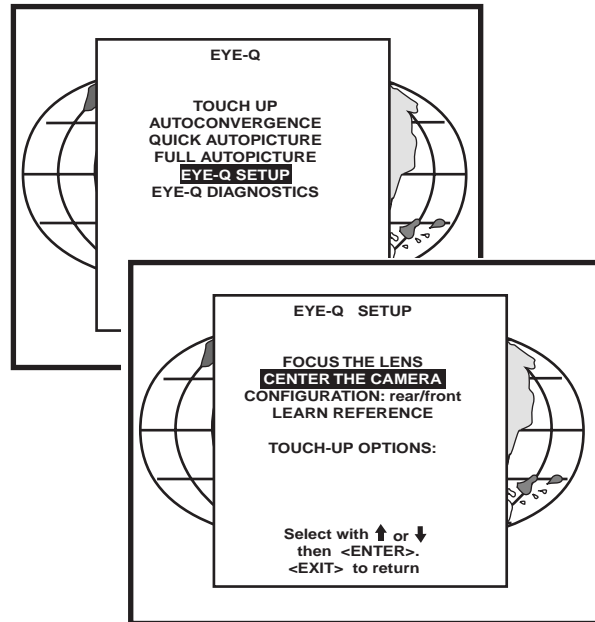 EYE-Q
TOUCH UP
AUTOCONVERGENCE
QUICK AUTOPICTURE
FULL AUTOPICTURE
EYE-Q SETUP
EYE-Q DIAGNOSTICS
EYE-Q SETUP
FOCUS THE LENS
CENTER THE CAMERA
CONFIGURATION: rear/front
LEARN REFERENCE
TOUCH-UP OPTIONS:
Select with ↑ or ↓
then <ENTER>.
<EXIT> to return